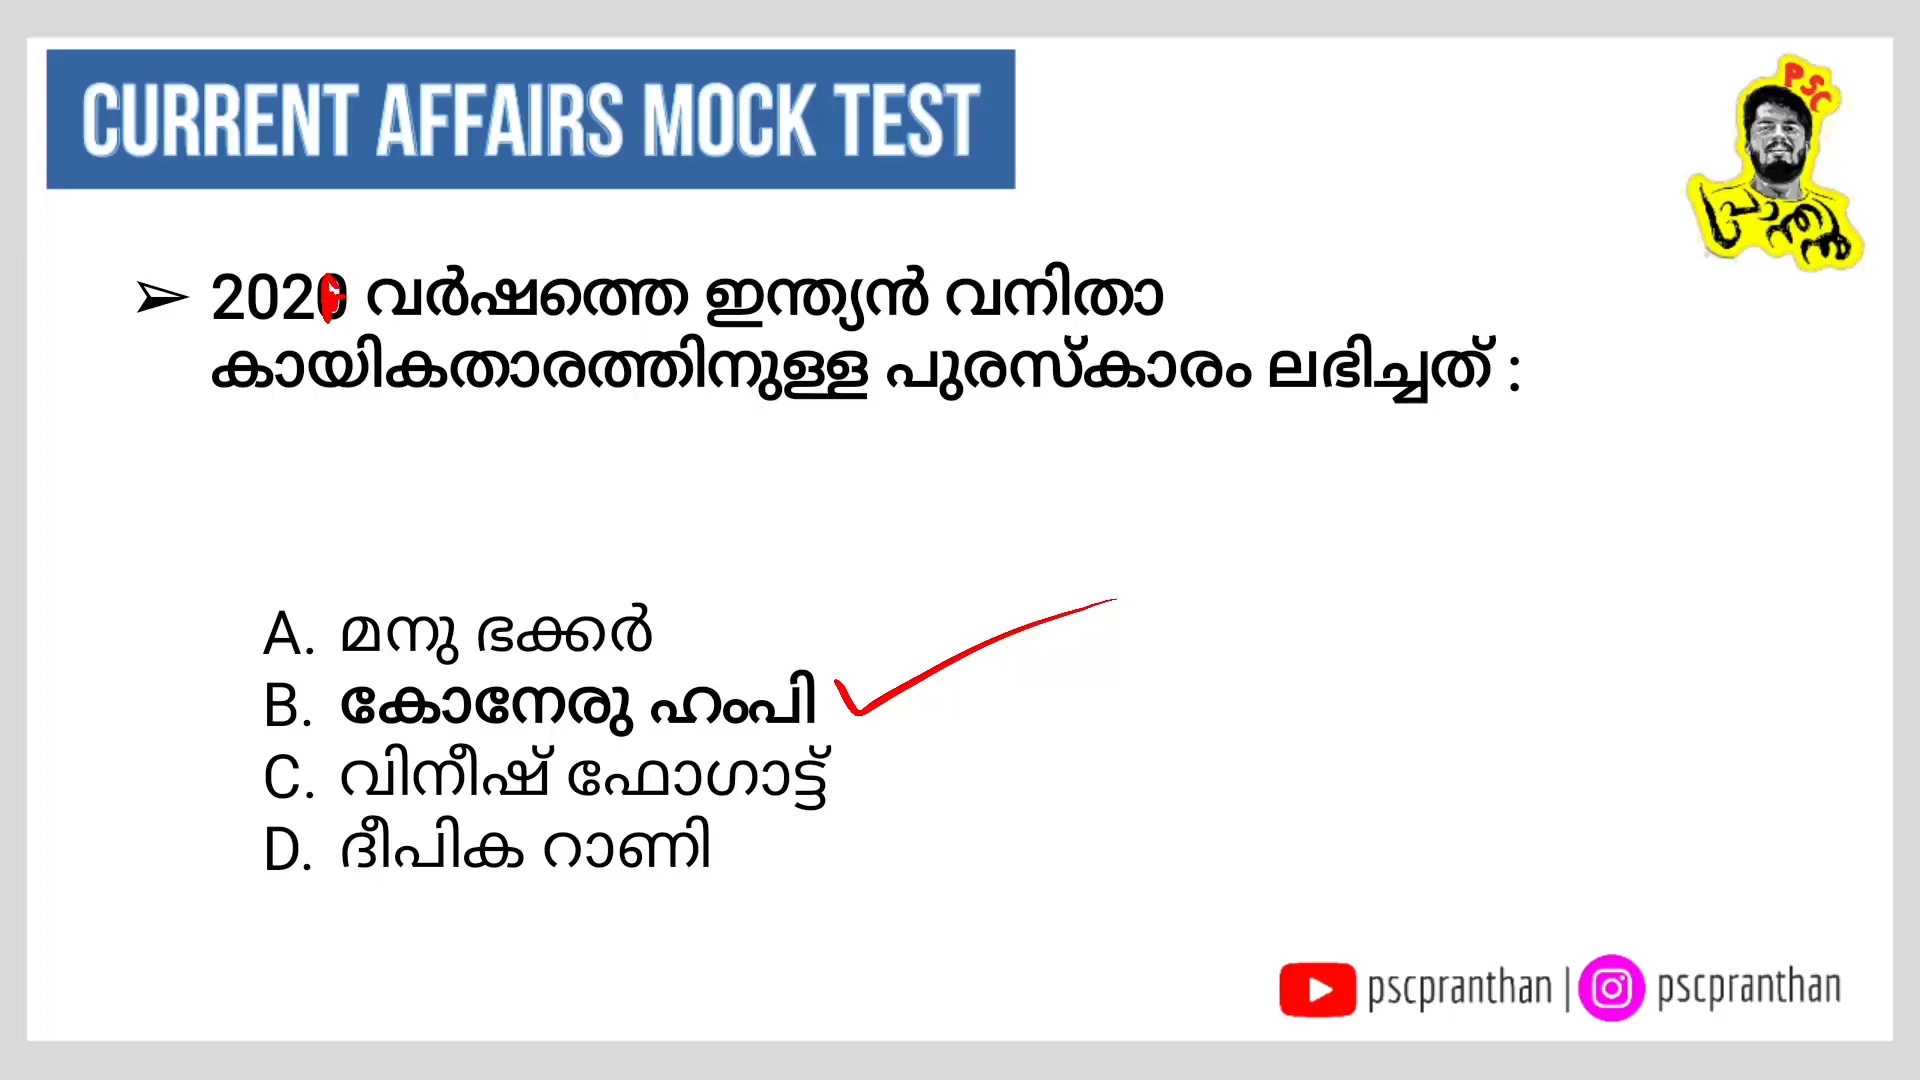 CURRENT AFFAIRS MOCK TEST
PSC
പ്രാന്തൻ
➢ 2020 വർഷത്തെ ഇന്ത്യൻ വനിതാ
കായികതാരത്തിനുള്ള പുരസ്കാരം ലഭിച്ചത് :
A. മനു ഭക്കർ
B. കോനേരു ഹംപി
C. വിനീഷ് ഫോഗാട്ട്
D. ദീപിക റാണി
pscpranthan | pscpranthan